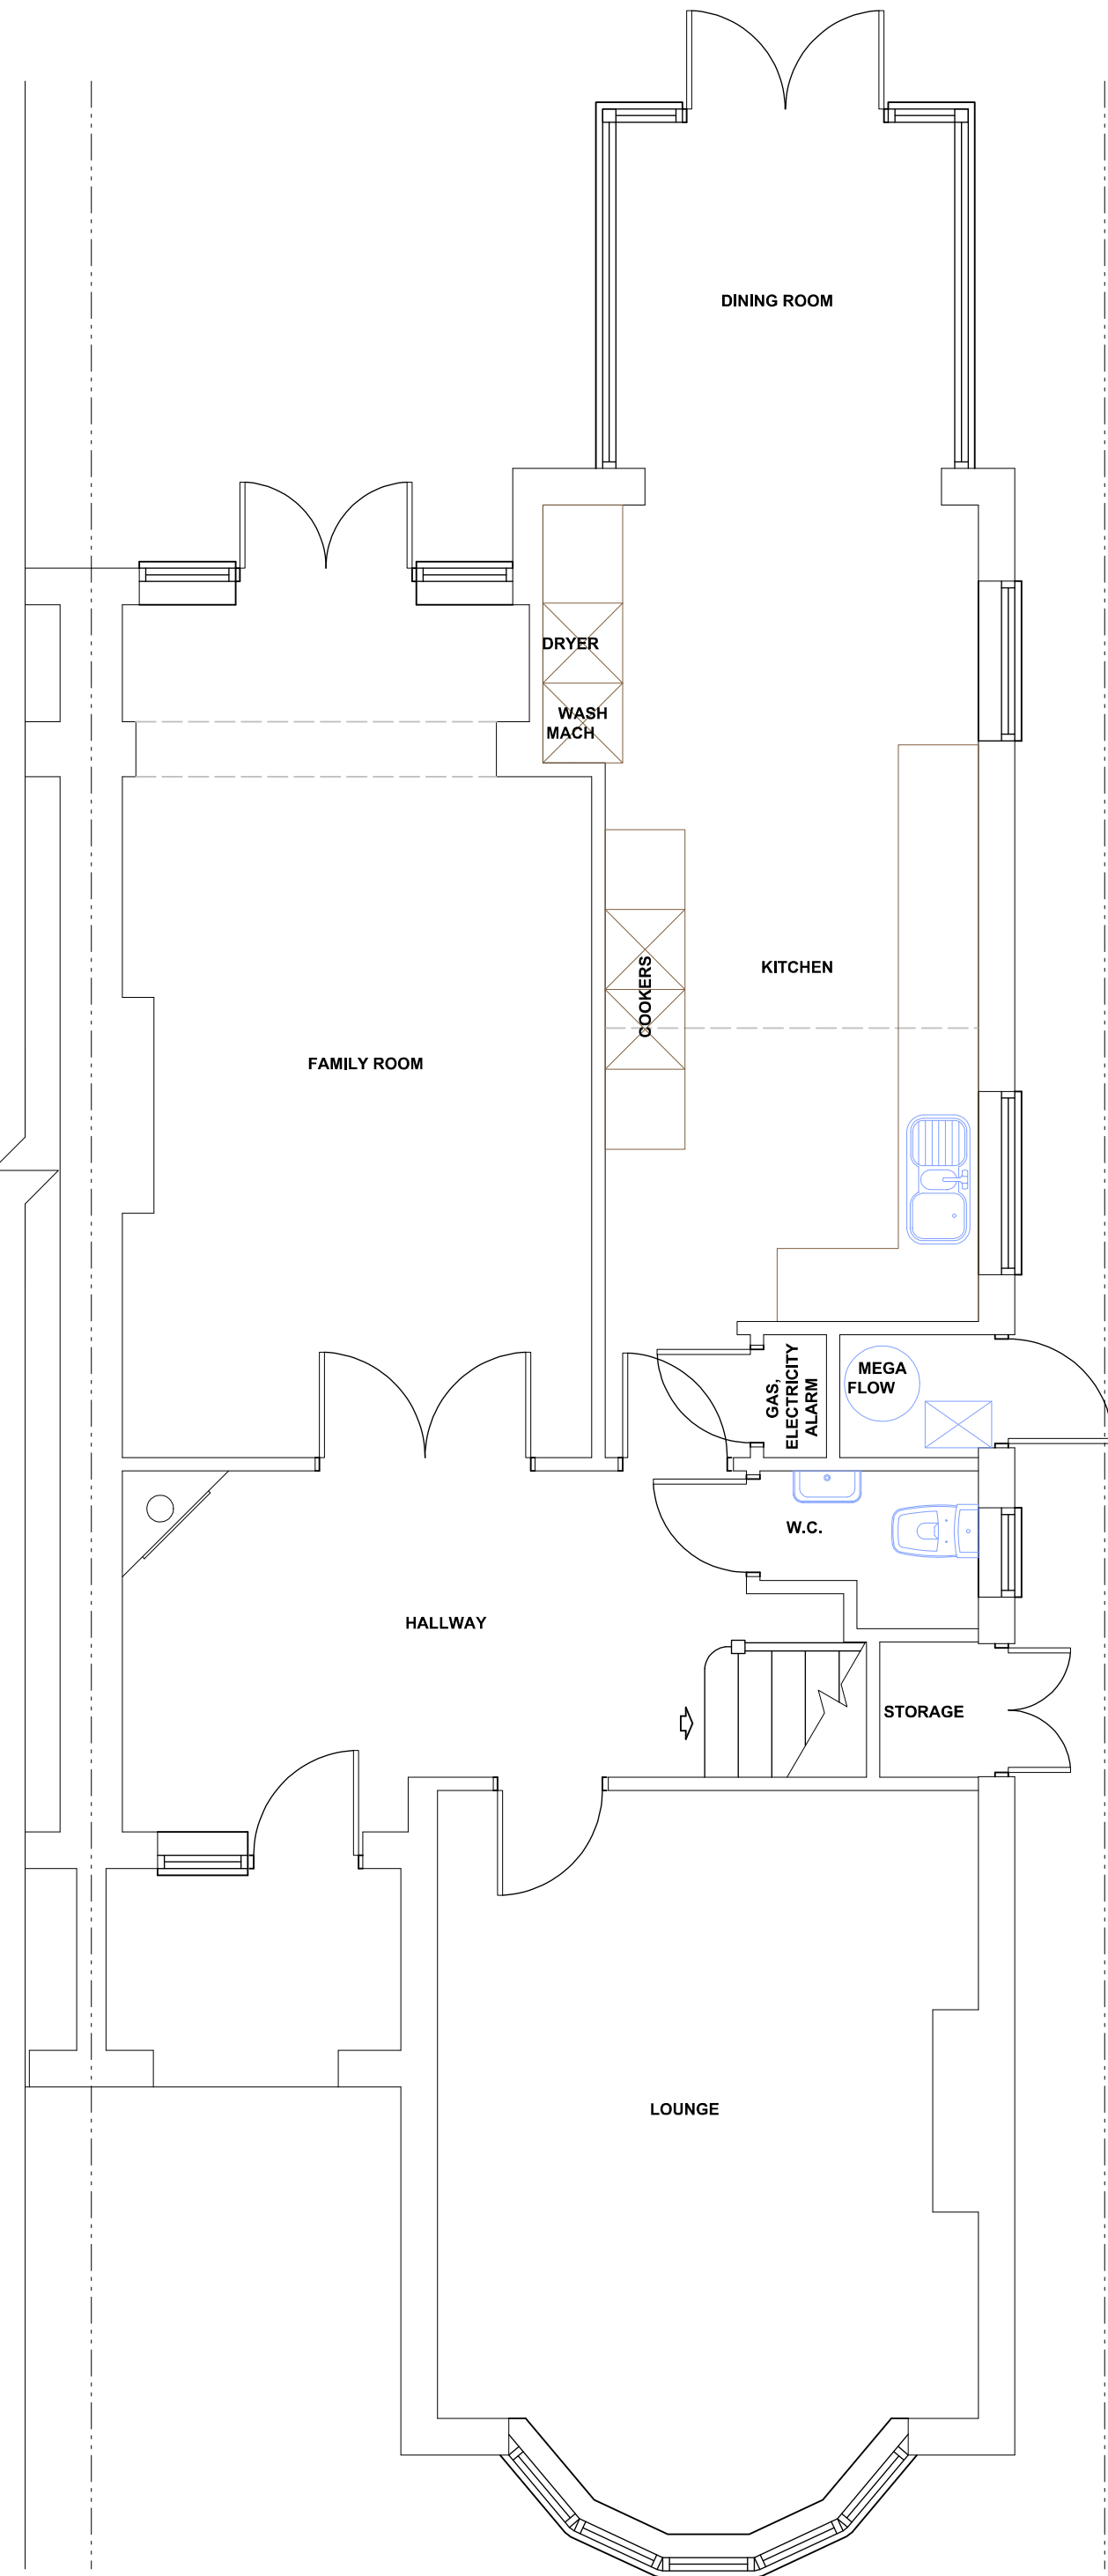 DINING ROOM
DRYER
WASH
MACH
COOKERS
KITCHEN
FAMILY ROOM
GAS,
ELECTRICITY
ALARM
MEGA
FLOW
W.C.
HALLWAY
STORAGE
LOUNGE